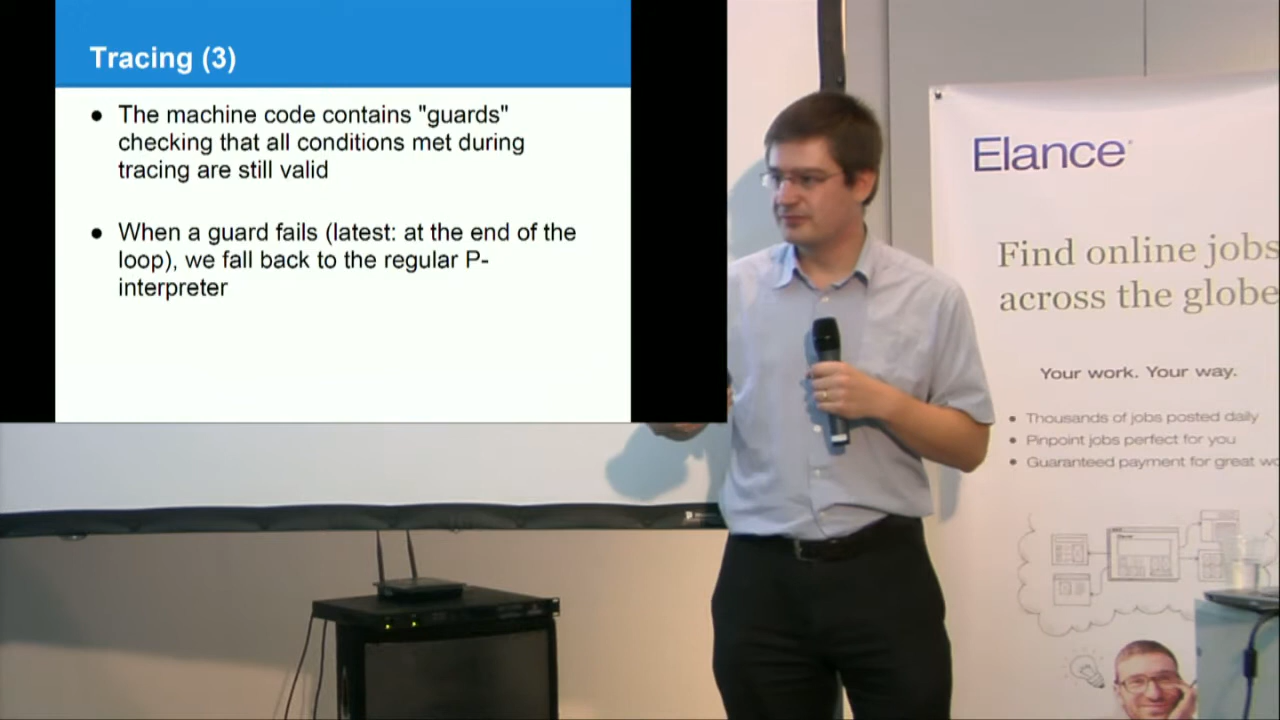 Tracing (3)
● The machine code contains "guards"
checking that all conditions met during
tracing are still valid
● When a guard fails (latest: at the end of the
loop), we fall back to the regular P-
interpreter
Elance
Find online jobs
across the globe
Your work. Your way.
• Thousands of jobs posted daily
• Pinpoint jobs perfect for you
• Guaranteed payment for great